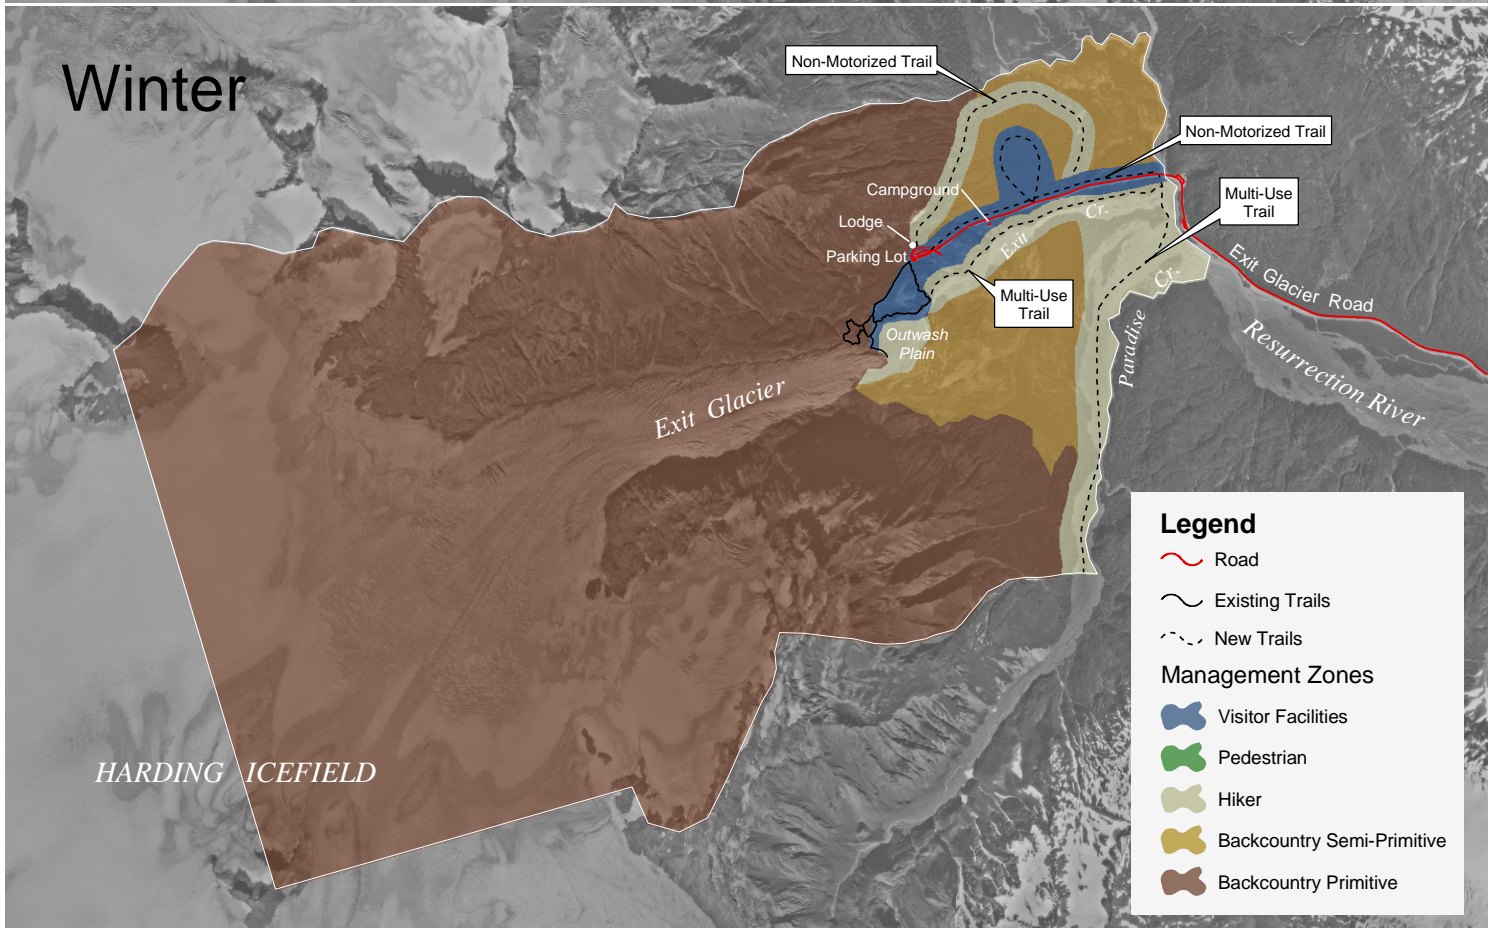 Winter
Non-Motorized Trail
Non-Motorized Trail
Multi-Use
Trail
Campground
Lodge
Parking Lot
Exit
Cr.
Multi-Use
Trail
Cr.
Paradise
Exit Glacier Road
Resurrection River
Outwash
Plain
Exit Glacier
HARDING ICEFIELD
Legend
Road
Existing Trails
New Trails
Management Zones
Visitor Facilities
Pedestrian
Hiker
Backcountry Semi-Primitive
Backcountry Primitive